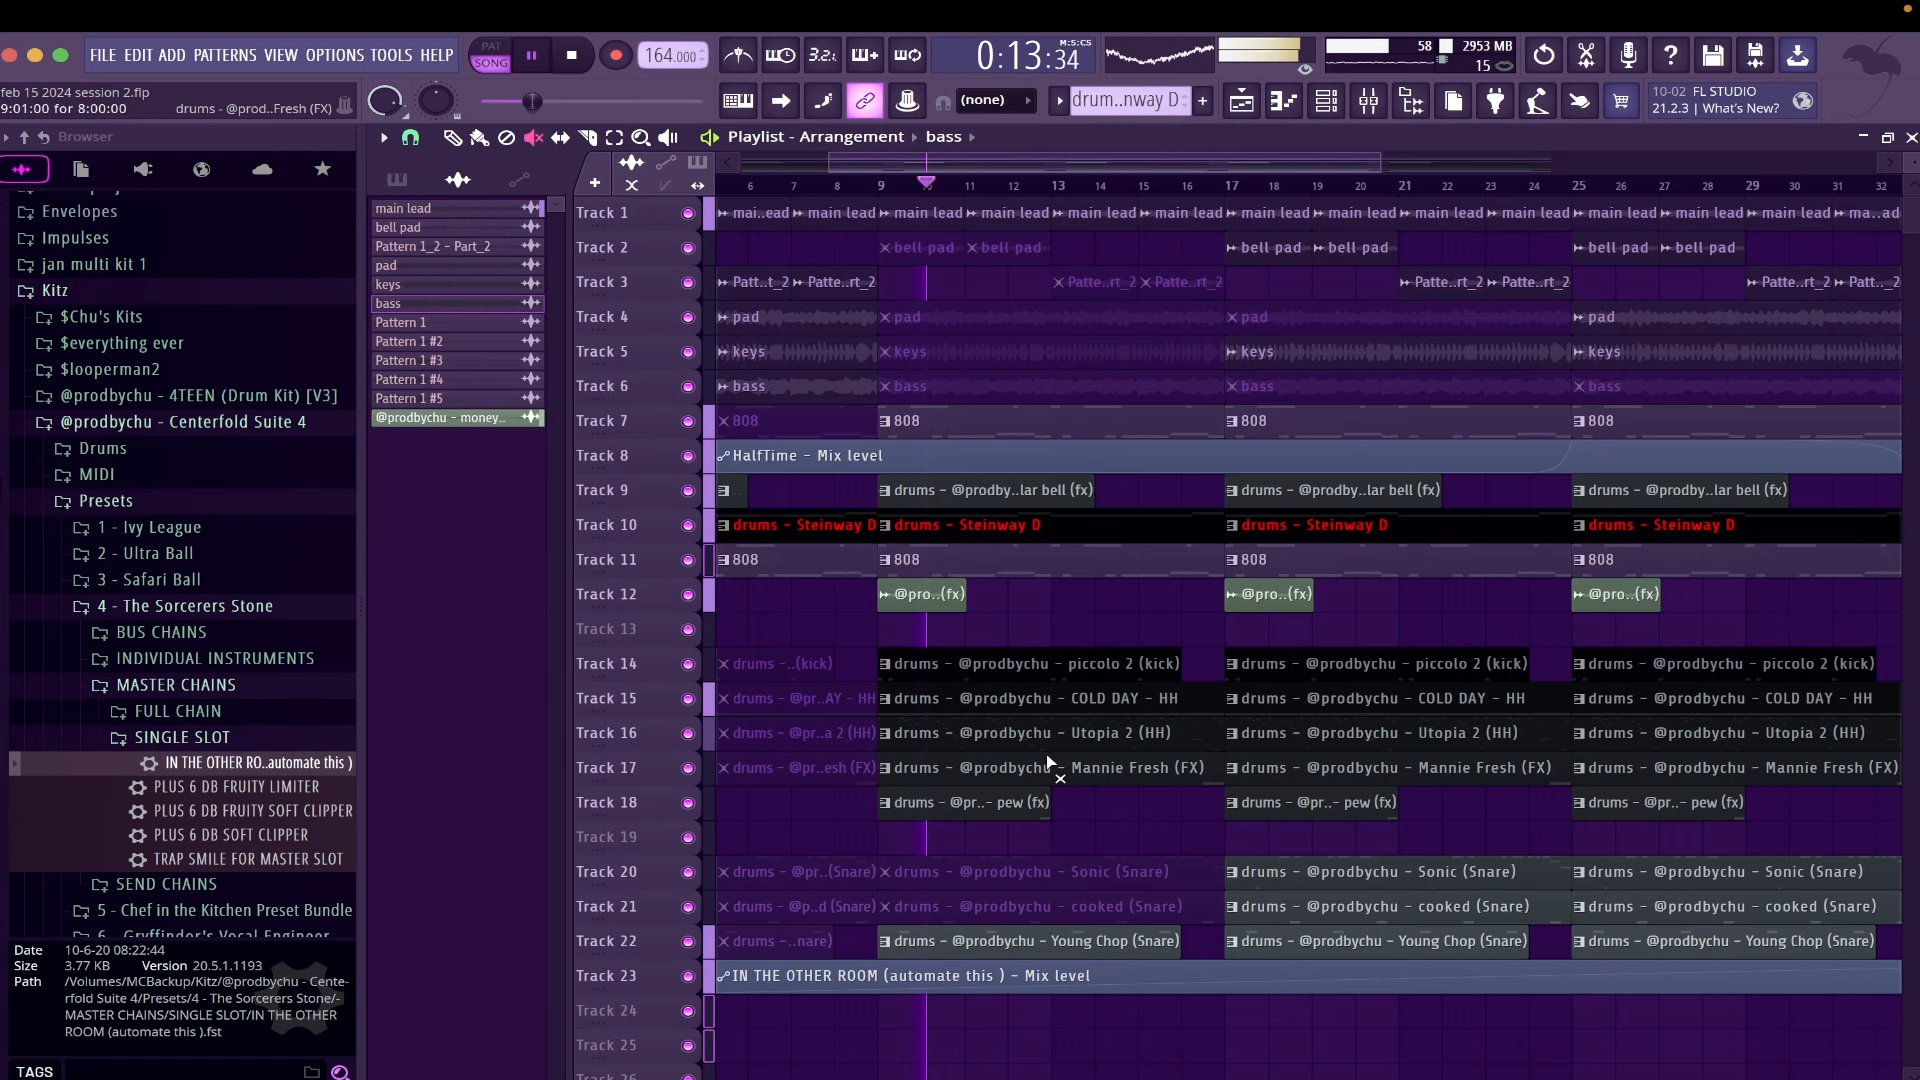 FILE EDIT ADD PATTERNS VIEW OPTIONS TOOLS HELP
PAT
SONG
164.000
3.2.
0:13:34
M:S:CS
58
2953 MB
15
feb 15 2024 session 2.flp
9:01:00 for 8:00:00
drums - @prod..Fresh (FX)
(none)
drum..nway D
10-02 FL STUDIO
21.2.3 | What's New?
Browser
Playlist - Arrangement
bass
6 7 8 9 10 11 12 13 14 15 16 17 18 19 20 21 22 23 24 25 26 27 28 29 30 31 32
Envelopes
Impulses
jan multi kit 1
Kitz
$Chu's Kits
$everything ever
$looperman2
@prodbychu - 4TEEN (Drum Kit) [V3]
@prodbychu - Centerfold Suite 4
Drums
MIDI
Presets
1 - Ivy League
2 - Ultra Ball
3 - Safari Ball
4 - The Sorcerers Stone
BUS CHAINS
INDIVIDUAL INSTRUMENTS
MASTER CHAINS
FULL CHAIN
SINGLE SLOT
IN THE OTHER RO..automate this )
PLUS 6 DB FRUITY LIMITER
PLUS 6 DB FRUITY SOFT CLIPPER
PLUS 6 DB SOFT CLIPPER
TRAP SMILE FOR MASTER SLOT
SEND CHAINS
5 - Chef in the Kitchen Preset Bundle
6 - Gryffindor's Vocal Engineer
Date 10-6-20 08:22:44
Size 3.77 KB Version 20.5.1.1193
Path /Volumes/MCBackup/Kitz/@prodbychu - Cente-
rfold Suite 4/Presets/4 - The Sorcerers Stone/-
MASTER CHAINS/SINGLE SLOT/IN THE OTHER
ROOM (automate this ).fst
TAGS
main lead
bell pad
Pattern 1_2 - Part_2
pad
keys
bass
Pattern 1
Pattern 1 #2
Pattern 1 #3
Pattern 1 #4
Pattern 1 #5
@prodbychu - money..
Track 1 mai..ead main lead main lead main lead main lead main lead main lead main lead main lead main lead main lead main lead main lead ma..ad
Track 2 bell pad bell pad bell pad bell pad bell pad bell pad
Track 3 Patt..t_2 Patte..rt_2 Patte..rt_2 Patte..rt_2 Patte..rt_2 Patte..rt_2 Patte..rt_2 Patt.._2
Track 4 pad pad pad pad
Track 5 keys keys keys keys
Track 6 bass bass bass bass
Track 7 808 808 808 808
Track 8 HalfTime - Mix level
Track 9 drums - @prodby..lar bell (fx) drums - @prodby..lar bell (fx) drums - @prodby..lar bell (fx)
Track 10 drums - Steinway D drums - Steinway D drums - Steinway D drums - Steinway D
Track 11 808 808 808 808
Track 12 @pro..(fx) @pro..(fx) @pro..(fx)
Track 13
Track 14 drums -..(kick) drums - @prodbychu - piccolo 2 (kick) drums - @prodbychu - piccolo 2 (kick) drums - @prodbychu - piccolo 2 (kick)
Track 15 drums - @pr..AY - HH drums - @prodbychu - COLD DAY - HH drums - @prodbychu - COLD DAY - HH drums - @prodbychu - COLD DAY - HH
Track 16 drums - @pr..a 2 (HH) drums - @prodbychu - Utopia 2 (HH) drums - @prodbychu - Utopia 2 (HH) drums - @prodbychu - Utopia 2 (HH)
Track 17 drums - @pr..esh (FX) drums - @prodbychu - Mannie Fresh (FX) drums - @prodbychu - Mannie Fresh (FX) drums - @prodbychu - Mannie Fresh (FX)
Track 18 drums - @pr..- pew (fx) drums - @pr..- pew (fx) drums - @pr..- pew (fx)
Track 19
Track 20 drums - @pr..(Snare) drums - @prodbychu - Sonic (Snare) drums - @prodbychu - Sonic (Snare) drums - @prodbychu - Sonic (Snare)
Track 21 drums - @p..d (Snare) drums - @prodbychu - cooked (Snare) drums - @prodbychu - cooked (Snare) drums - @prodbychu - cooked (Snare)
Track 22 drums -..nare) drums - @prodbychu - Young Chop (Snare) drums - @prodbychu - Young Chop (Snare) drums - @prodbychu - Young Chop (Snare)
Track 23 IN THE OTHER ROOM (automate this ) - Mix level
Track 24
Track 25
Track 26